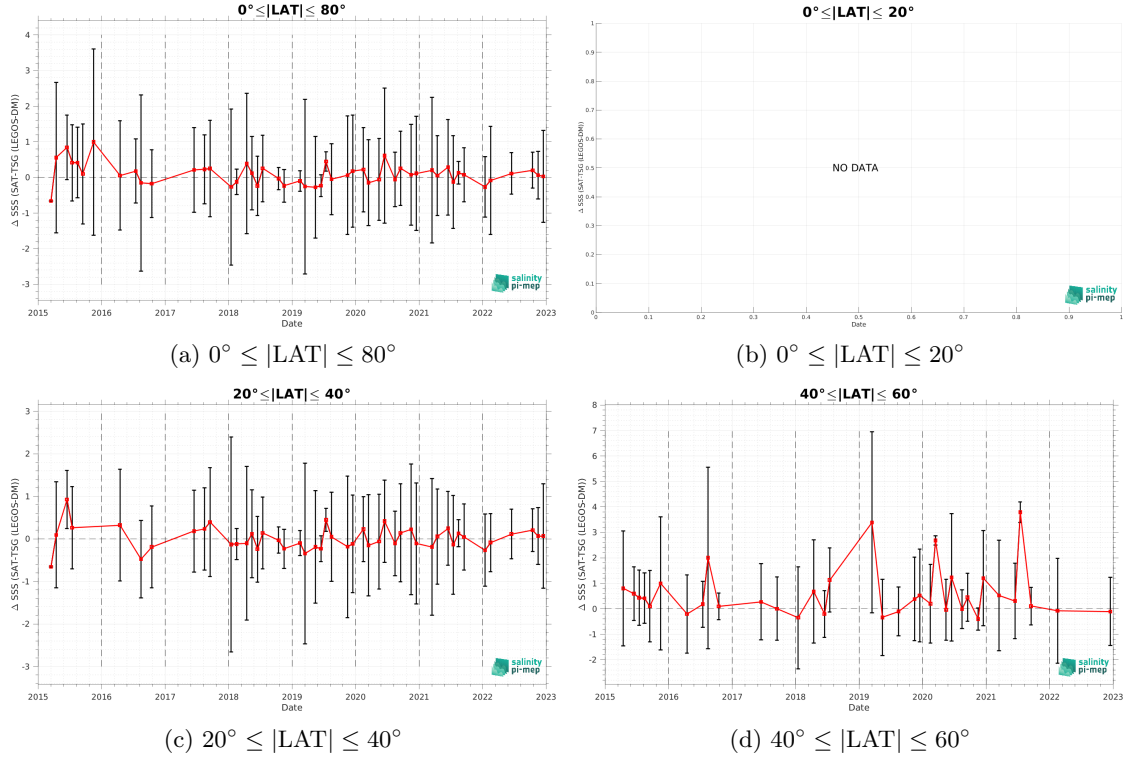 0°≤|LAT|≤ 80°
4
3
2
1
0
-1
-2
-3
Δ SSS (SAT-TSG (LEGOS-DM))
salinity
pi-mep
2015 2016 2017 2018 2019 2020 2021 2022 2023
Date
(a) 0° ≤ |LAT| ≤ 80°
0°≤|LAT|≤ 20°
1
0.9
0.8
0.7
0.6
0.5
0.4
0.3
0.2
0.1
0
Δ SSS (SAT-TSG (LEGOS-DM))
NO DATA
salinity
pi-mep
0 0.1 0.2 0.3 0.4 0.5 0.6 0.7 0.8 0.9 1
Date
(b) 0° ≤ |LAT| ≤ 20°
20°≤|LAT|≤ 40°
3
2
1
0
-1
-2
-3
Δ SSS (SAT-TSG (LEGOS-DM))
salinity
pi-mep
2015 2016 2017 2018 2019 2020 2021 2022 2023
Date
(c) 20° ≤ |LAT| ≤ 40°
40°≤|LAT|≤ 60°
8
7
6
5
4
3
2
1
0
-1
-2
Δ SSS (SAT-TSG (LEGOS-DM))
salinity
pi-mep
2015 2016 2017 2018 2019 2020 2021 2022 2023
Date
(d) 40° ≤ |LAT| ≤ 60°